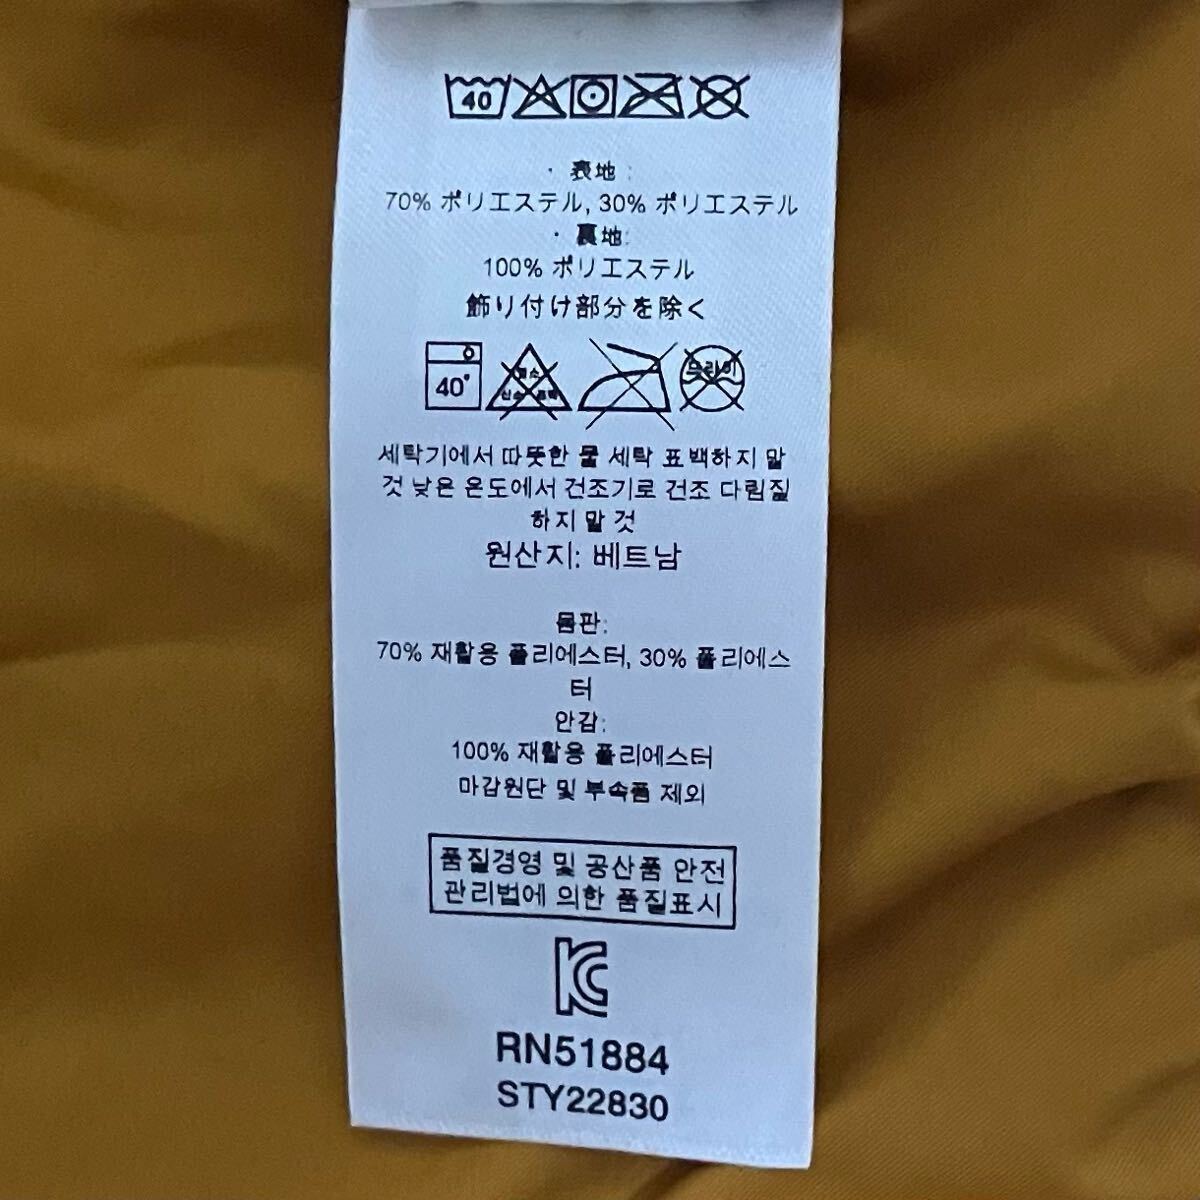 40
・表地:
70% ポリエステル, 30% ポリエステル
・裏地:
100% ポリエステル
飾り付け部分を除く
40°
드라이
세탁기에서 따뜻한 물 세탁 표백하지 말
것 낮은 온도에서 건조기로 건조 다림질
하지 말 것
원산지: 베트남
몸판:
70% 재활용 폴리에스터, 30% 폴리에스
터
안감:
100% 재활용 폴리에스터
마감원단 및 부속품 제외
품질경영 및 공산품 안전
관리법에 의한 품질표시
RN51884
STY22830